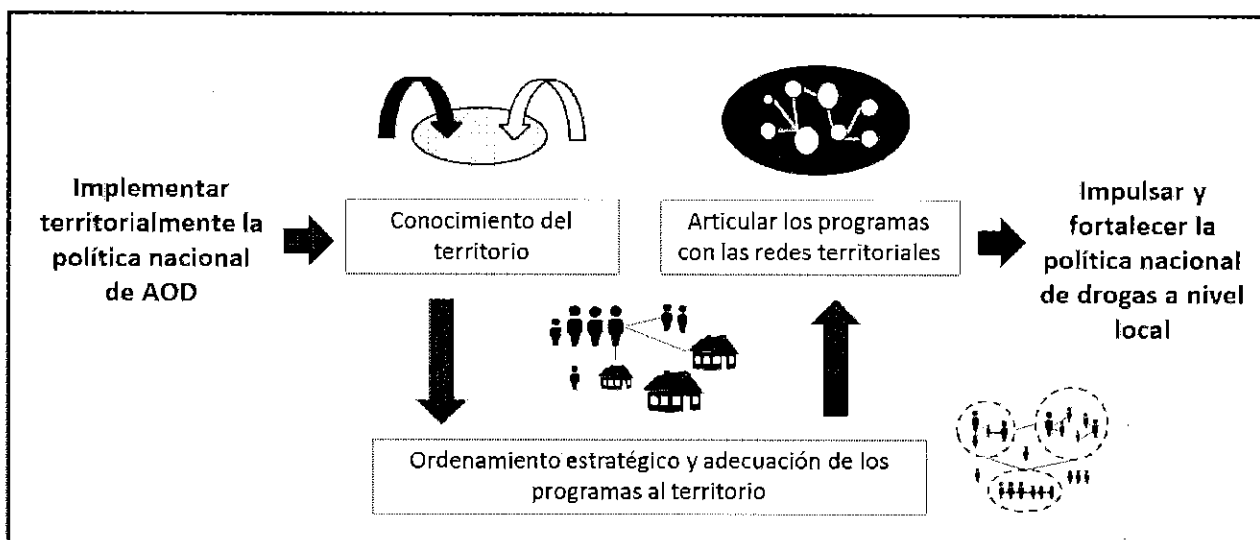 Implementar
territorialmente la
política nacional
de AOD
Conocimiento del
territorio
Articular los programas
con las redes territoriales
Impulsar y
fortalecer la
política nacional
de drogas a nivel
local
Ordenamiento estratégico y adecuación de los
programas al territorio